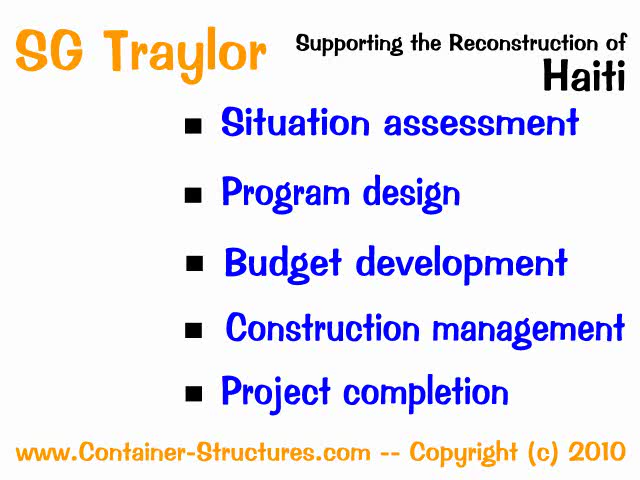 SG Traylor
Supporting the Reconstruction of
Haiti
Situation assessment
Program design
Budget development
Construction management
Project completion
www.Container-Structures.com -- Copyright (c) 2010